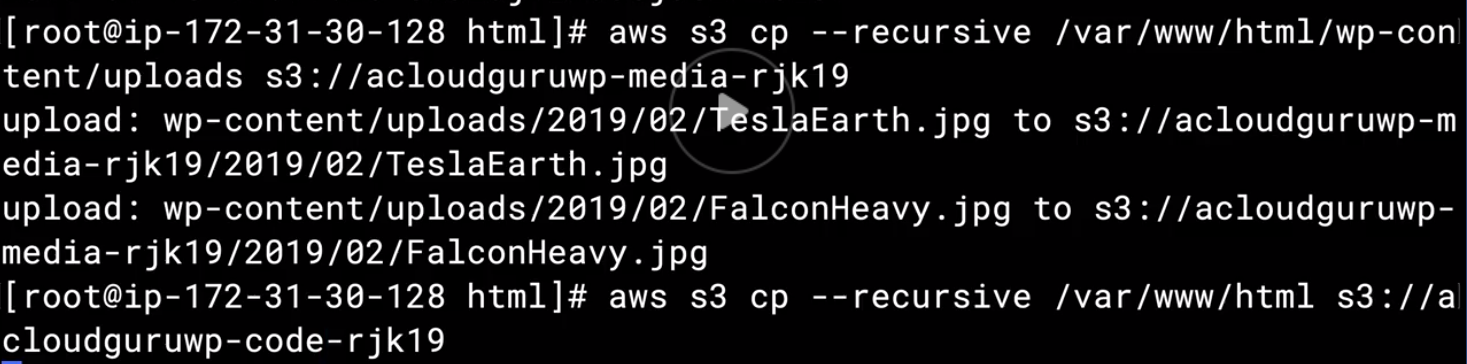 [root@ip-172-31-30-128 html]# aws s3 cp --recursive /var/www/html/wp-con
tent/uploads s3://acloudguruwp-media-rjk19
upload: wp-content/uploads/2019/02/TeslaEarth.jpg to s3://acloudguruwp-m
edia-rjk19/2019/02/TeslaEarth.jpg
upload: wp-content/uploads/2019/02/FalconHeavy.jpg to s3://acloudguruwp-
media-rjk19/2019/02/FalconHeavy.jpg
[root@ip-172-31-30-128 html]# aws s3 cp --recursive /var/www/html s3://a
cloudguruwp-code-rjk19